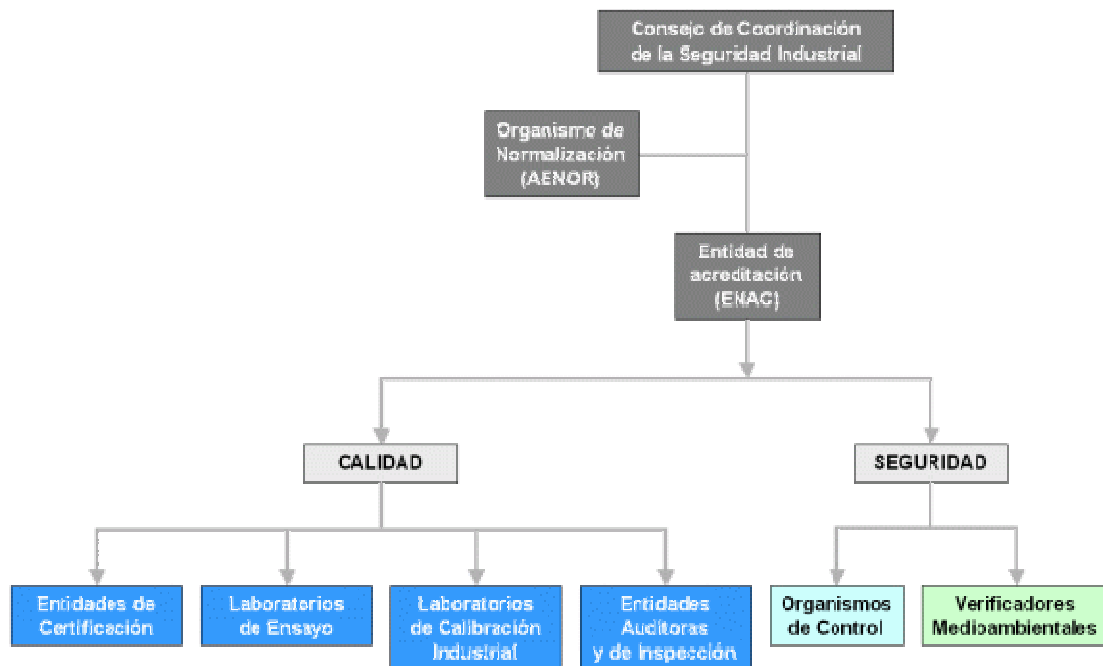 Consejo de Coordinación
de la Seguridad Industrial
Organismo de
Normalización
(AENOR)
Entidad de
acreditación
(ENAC)
CALIDAD
SEGURIDAD
Entidades de
Certificación
Laboratorios
de Ensayo
Laboratorios
de Calibración
Industrial
Entidades
Auditoras
y de Inspección
Organismos
de Control
Verificadores
Medioambientales